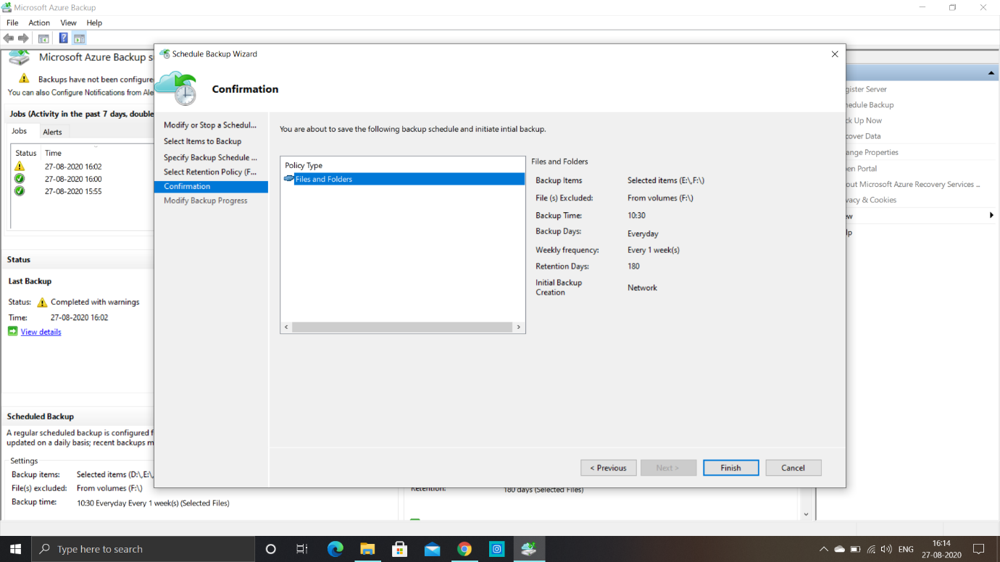 Microsoft Azure Backup
File Action View Help
Microsoft Azure Backup s
Backups have not been configure
You can also Configure Notifications from Ale
Jobs (Activity in the past 7 days, double
Jobs Alerts
Status Time
27-08-2020 16:02
27-08-2020 16:00
27-08-2020 15:55
Status
Last Backup
Status: Completed with warnings
Time: 27-08-2020 16:02
View details
Scheduled Backup
A regular scheduled backup is configured f
updated on a daily basis; recent backups m
Settings
Backup items: Selected items (D:\,E:\,
File(s) excluded: From volumes (F:\)
Backup time: 10:30 Everyday Every 1 week(s) (Selected Files)
Schedule Backup Wizard
Confirmation
Modify or Stop a Schedul...
Select Items to Backup
Specify Backup Schedule ...
Select Retention Policy (F...
Confirmation
Modify Backup Progress
You are about to save the following backup schedule and initiate intial backup.
Policy Type
Files and Folders
Files and Folders
Backup Items Selected items (E:\,F:\)
File (s) Excluded: From volumes (F:\)
Backup Time: 10:30
Backup Days: Everyday
Weekly frequency: Every 1 week(s)
Retention Days: 180
Initial Backup
Creation Network
< Previous Next > Finish Cancel
Retention: 180 days (Selected Files)
gister Server
hedule Backup
ck Up Now
cover Data
ange Properties
en Portal
out Microsoft Azure Recovery Services ...
vacy & Cookies
ew
lp
Type here to search
ENG
16:14
27-08-2020